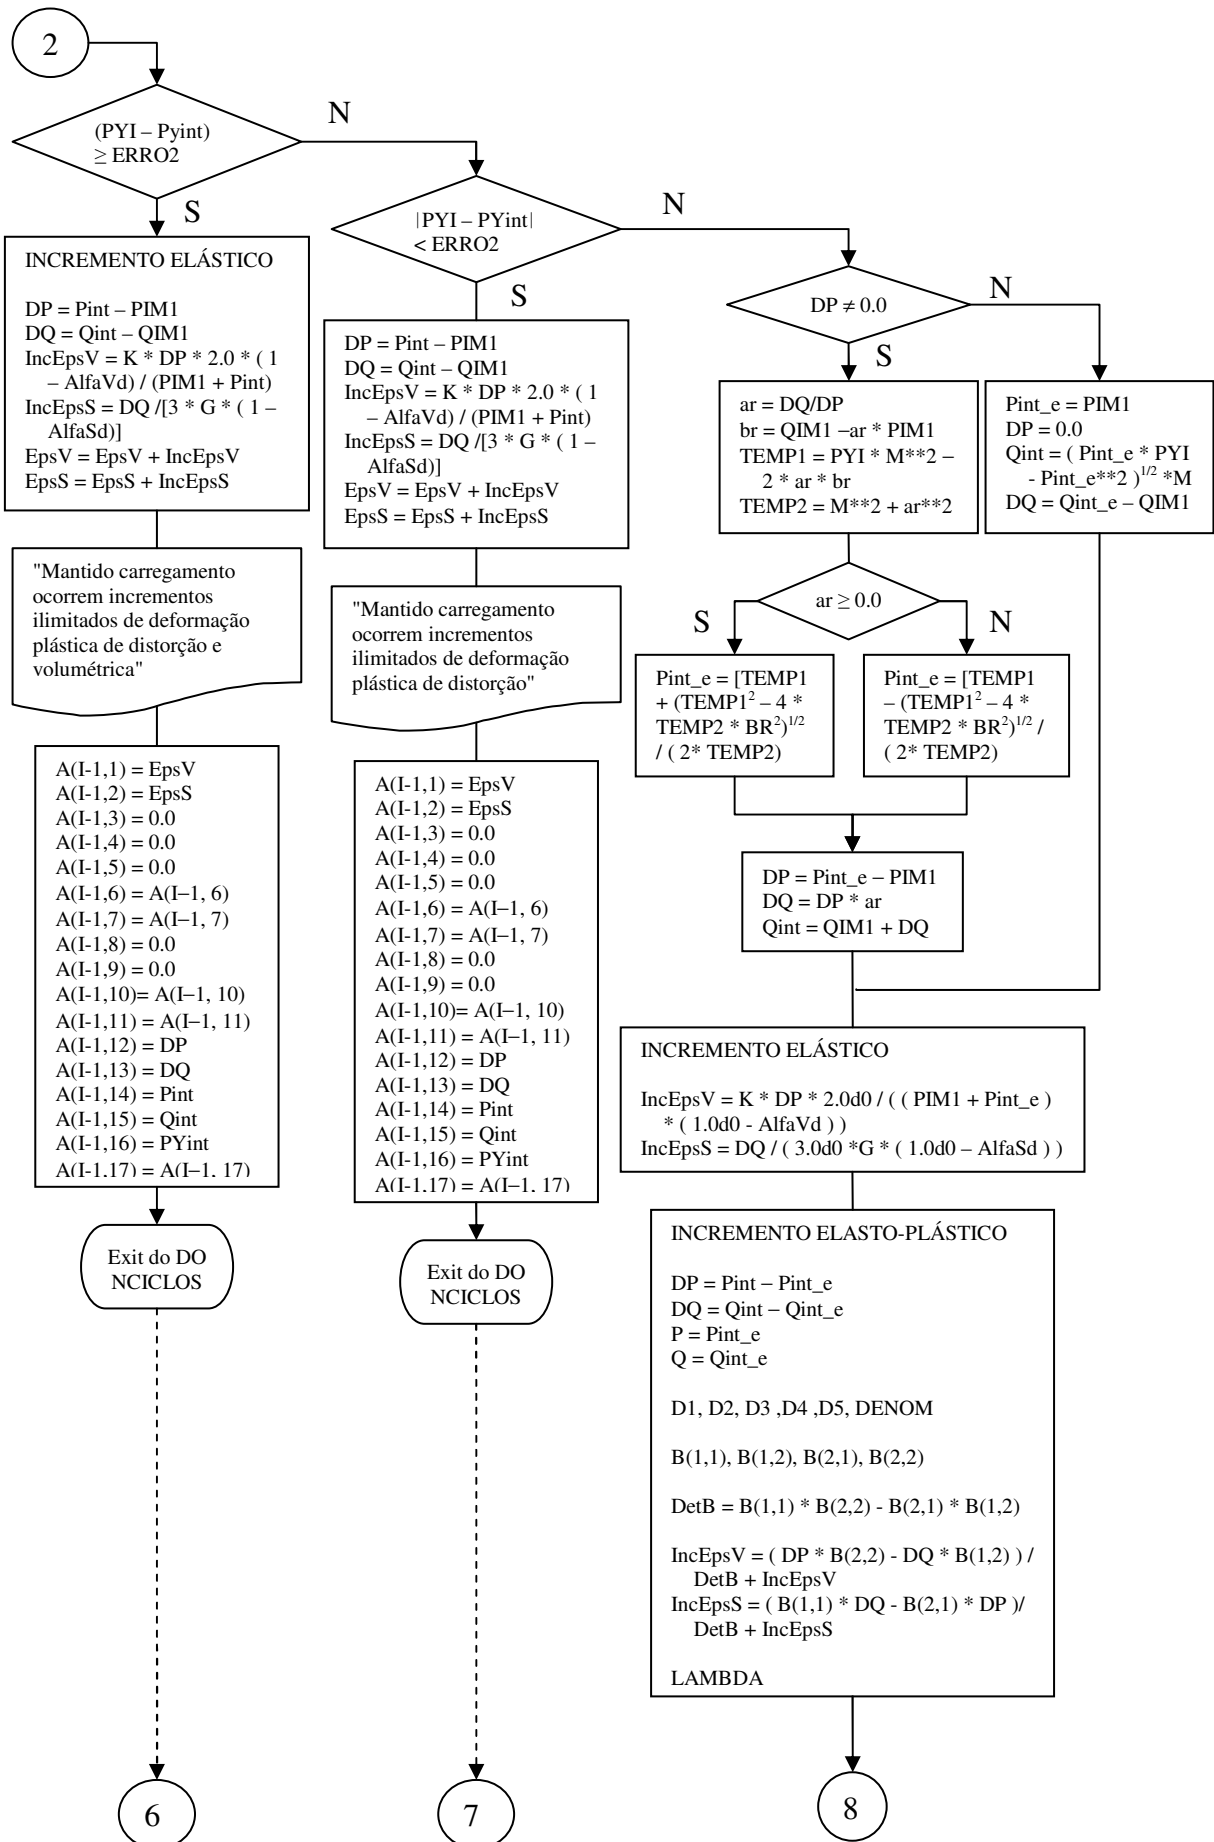 2
(PYI – Pyint)
≥ ERRO2
N
S
|PYI – PYint|
< ERRO2
N
S
DP ≠ 0.0
N
S
INCREMENTO ELÁSTICO
DP = Pint – PIM1
DQ = Qint – QIM1
IncEpsV = K * DP * 2.0 * ( 1
– AlfaVd) / (PIM1 + Pint)
IncEpsS = DQ /[3 * G * ( 1 –
AlfaSd)]
EpsV = EpsV + IncEpsV
EpsS = EpsS + IncEpsS
"Mantido carregamento
ocorrem incrementos
ilimitados de deformação
plástica de distorção e
volumétrica"
A(I-1,1) = EpsV
A(I-1,2) = EpsS
A(I-1,3) = 0.0
A(I-1,4) = 0.0
A(I-1,5) = 0.0
A(I-1,6) = A(I−1, 6)
A(I-1,7) = A(I−1, 7)
A(I-1,8) = 0.0
A(I-1,9) = 0.0
A(I-1,10)= A(I−1, 10)
A(I-1,11) = A(I−1, 11)
A(I-1,12) = DP
A(I-1,13) = DQ
A(I-1,14) = Pint
A(I-1,15) = Qint
A(I-1,16) = PYint
A(I-1,17) = A(I−1, 17)
Exit do DO
NCICLOS
6
DP = Pint – PIM1
DQ = Qint – QIM1
IncEpsV = K * DP * 2.0 * ( 1
– AlfaVd) / (PIM1 + Pint)
IncEpsS = DQ /[3 * G * ( 1 –
AlfaSd)]
EpsV = EpsV + IncEpsV
EpsS = EpsS + IncEpsS
"Mantido carregamento
ocorrem incrementos
ilimitados de deformação
plástica de distorção"
A(I-1,1) = EpsV
A(I-1,2) = EpsS
A(I-1,3) = 0.0
A(I-1,4) = 0.0
A(I-1,5) = 0.0
A(I-1,6) = A(I−1, 6)
A(I-1,7) = A(I−1, 7)
A(I-1,8) = 0.0
A(I-1,9) = 0.0
A(I-1,10)= A(I−1, 10)
A(I-1,11) = A(I−1, 11)
A(I-1,12) = DP
A(I-1,13) = DQ
A(I-1,14) = Pint
A(I-1,15) = Qint
A(I-1,16) = PYint
A(I-1,17) = A(I−1, 17)
Exit do DO
NCICLOS
7
ar = DQ/DP
br = QIM1 –ar * PIM1
TEMP1 = PYI * M**2 –
2 * ar * br
TEMP2 = M**2 + ar**2
Pint_e = PIM1
DP = 0.0
Qint = ( Pint_e * PYI
- Pint_e**2 )^1/2 *M
DQ = Qint_e – QIM1
ar ≥ 0.0
S
N
Pint_e = [TEMP1
+ (TEMP1² – 4 *
TEMP2 * BR²)^1/2
/ ( 2* TEMP2)
Pint_e = [TEMP1
– (TEMP1² – 4 *
TEMP2 * BR²)^1/2 /
( 2* TEMP2)
DP = Pint_e – PIM1
DQ = DP * ar
Qint = QIM1 + DQ
INCREMENTO ELÁSTICO
IncEpsV = K * DP * 2.0d0 / ( ( PIM1 + Pint_e )
* ( 1.0d0 - AlfaVd ) )
IncEpsS = DQ / ( 3.0d0 *G * ( 1.0d0 – AlfaSd ) )
INCREMENTO ELASTO-PLÁSTICO
DP = Pint – Pint_e
DQ = Qint – Qint_e
P = Pint_e
Q = Qint_e
D1, D2, D3 ,D4 ,D5, DENOM
B(1,1), B(1,2), B(2,1), B(2,2)
DetB = B(1,1) * B(2,2) - B(2,1) * B(1,2)
IncEpsV = ( DP * B(2,2) - DQ * B(1,2) ) /
DetB + IncEpsV
IncEpsS = ( B(1,1) * DQ - B(2,1) * DP )/
DetB + IncEpsS
LAMBDA
8